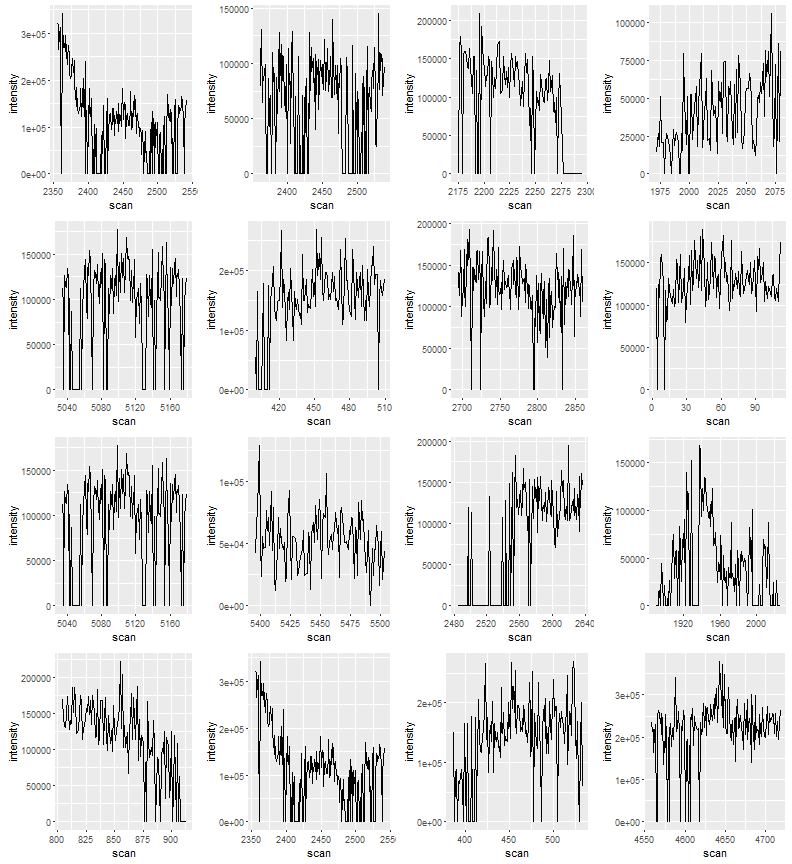 3e+05 2e+05 1e+05 0e+00 intensity 2350 2400 2450 2500 255 scan
150000 100000 50000 0 intensity 2400 2450 2500 scan
200000 150000 100000 50000 0 intensity 2175 2200 2225 2250 2275 2300 scan
100000 75000 50000 25000 0 intensity 1975 2000 2025 2050 2075 scan
150000 100000 50000 0 intensity 5040 5080 5120 5160 scan
2e+05 1e+05 0e+00 intensity 420 450 480 510 scan
200000 150000 100000 50000 0 intensity 2700 2750 2800 2850 scan
150000 100000 50000 0 intensity 0 30 60 90 scan
150000 100000 50000 0 intensity 5040 5080 5120 5160 scan
1e+05 5e+04 0e+00 intensity 5400 5425 5450 5475 5500 scan
200000 150000 100000 50000 0 intensity 2480 2520 2560 2600 2640 scan
150000 100000 50000 0 intensity 1920 1960 2000 scan
200000 150000 100000 50000 0 intensity 800 825 850 875 900 scan
3e+05 2e+05 1e+05 0e+00 intensity 2350 2400 2450 2500 255 scan
2e+05 1e+05 0e+00 intensity 400 450 500 scan
3e+05 2e+05 1e+05 0e+00 intensity 4550 4600 4650 4700 scan